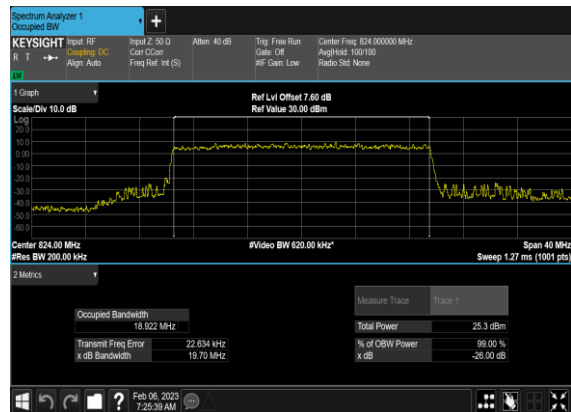 Spectrum Analyzer 1
Occupied BW
KEYSIGHT Input: RF Input Z: 50 Ω Atten: 40 dB Trig: Free Run Center Freq: 824.000000 MHz
R T Coupling: DC Corr CCorr Gate: Off Avg|Hold: 100/100
Align: Auto Freq Ref: Int (S) #IF Gain: Low Radio Std: None
LW
1 Graph
Ref Lvl Offset 7.60 dB
Scale/Div 10.0 dB Ref Value 30.00 dBm
Log
20.0
10.0
0.00
-10.0
-20.0
-30.0
-40.0
-50.0
-60.0
Center 824.00 MHz #Video BW 620.00 kHz* Span 40 MHz
#Res BW 200.00 kHz Sweep 1.27 ms (1001 pts)
2 Metrics
Measure Trace Trace 1
Occupied Bandwidth
18.922 MHz Total Power 25.3 dBm
Transmit Freq Error 22.634 kHz % of OBW Power 99.00 %
x dB Bandwidth 19.70 MHz x dB -26.00 dB
? Feb 06, 2023
7:25:39 AM